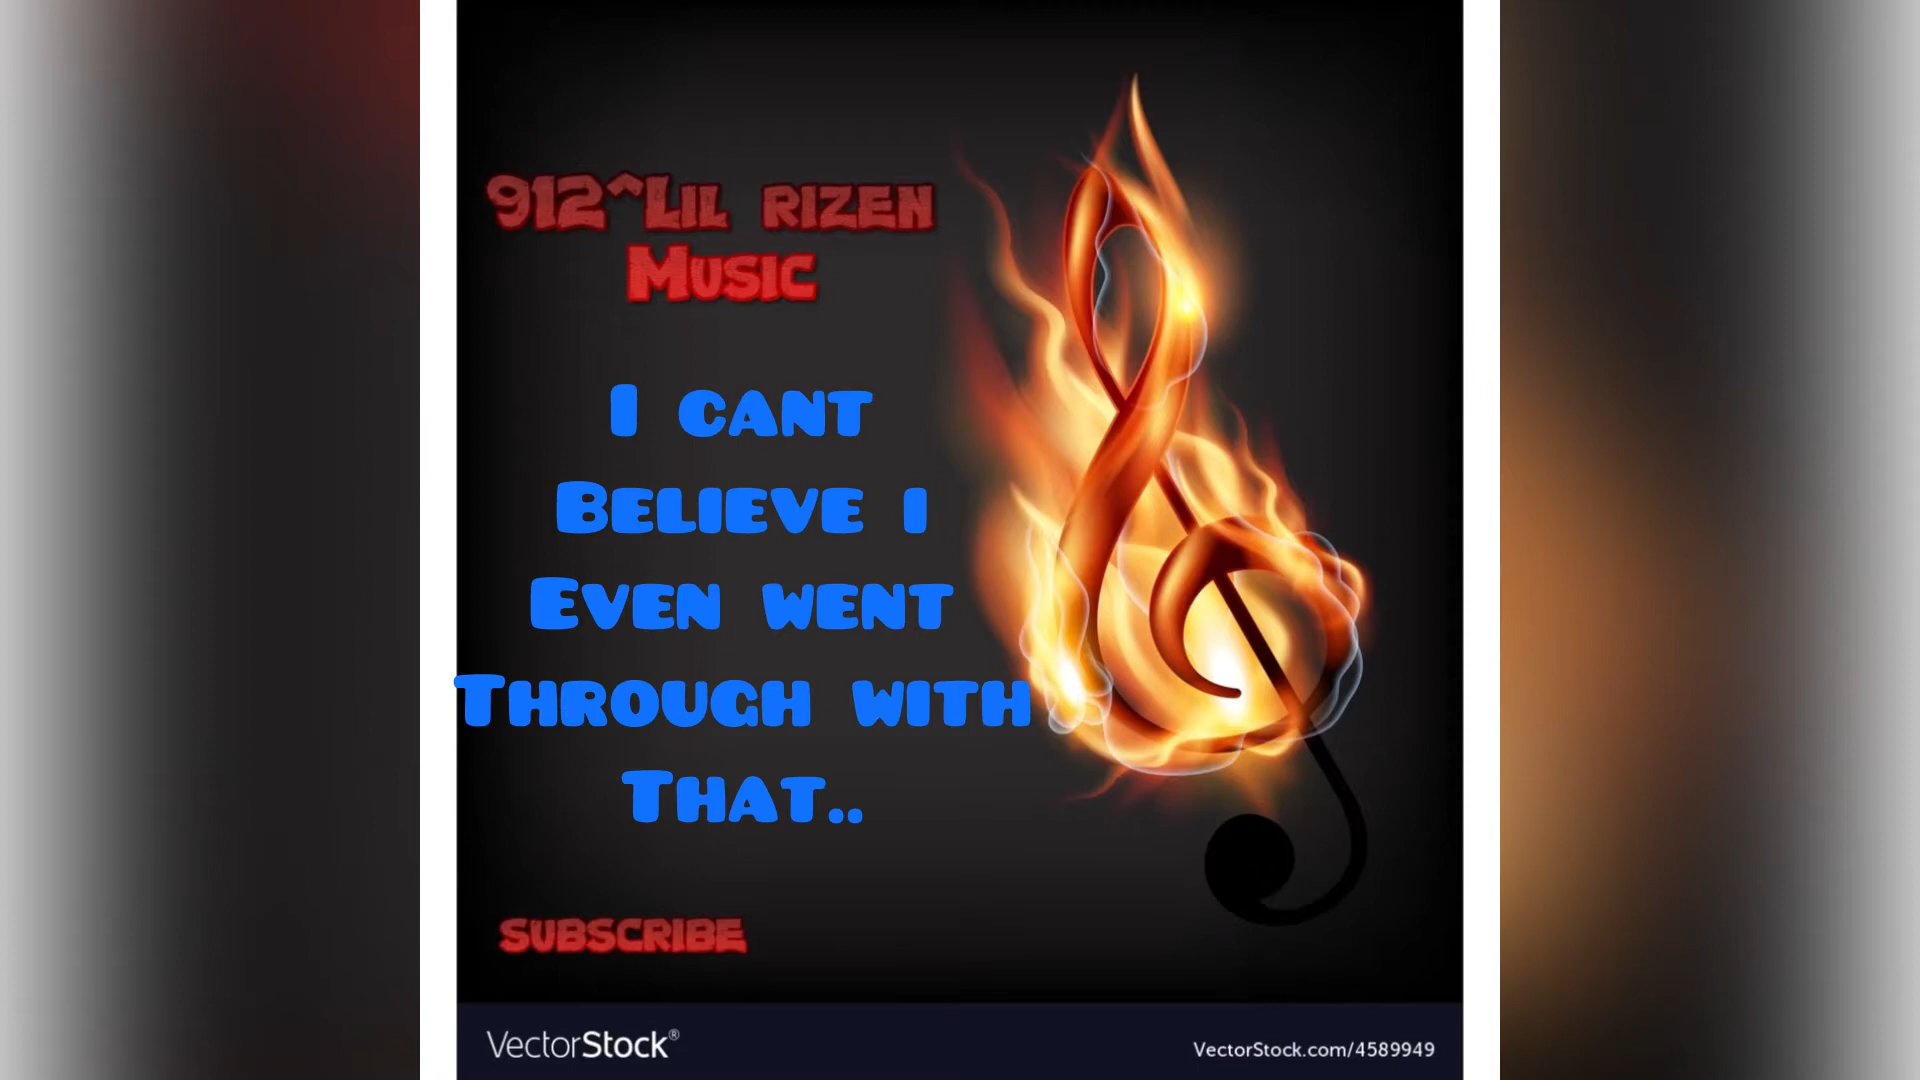 912^Lil rizen
Music
I cant
Believe i
Even went
Through with
That..
SUBSCRIBE
VectorStock®
VectorStock.com/4589949